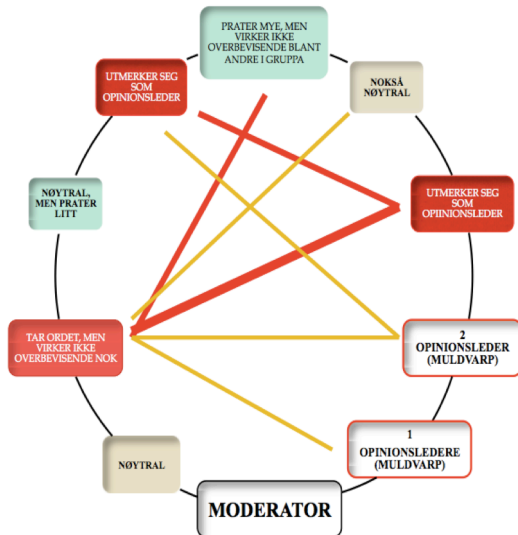 PRATER MYE, MEN
VIRKER IKKE
OVERBEVISENDE BLANT
ANDRE I GRUPPA
UTMERKER SEG
SOM
OPINIONSLEDER
NOKSÅ
NØYTRAL
NØYTRAL,
MEN PRATER
LITT
UTMERKER SEG
SOM
OPIINIONSLEDER
TAR ORDET, MEN
VIRKER IKKE
OVERBEVISENDE NOK
2
OPINIONSLEDER
(MULDVARP)
NØYTRAL
1
OPINIONSLEDERE
(MULDVARP)
MODERATOR